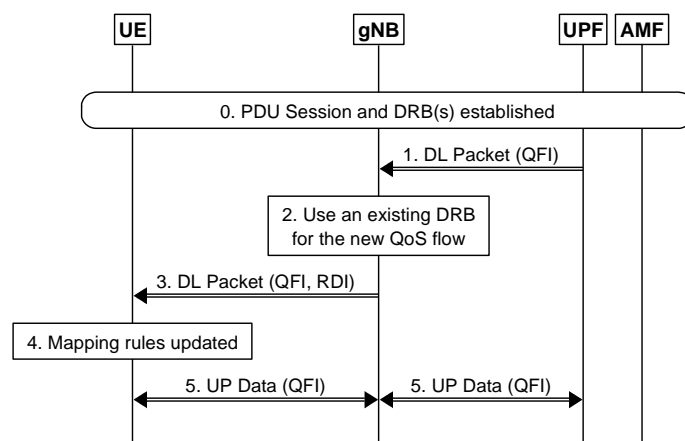 UE
gNB
UPF
AMF
0. PDU Session and DRB(s) established
1. DL Packet (QFI)
2. Use an existing DRB
for the new QoS flow
3. DL Packet (QFI, RDI)
4. Mapping rules updated
5. UP Data (QFI)
5. UP Data (QFI)